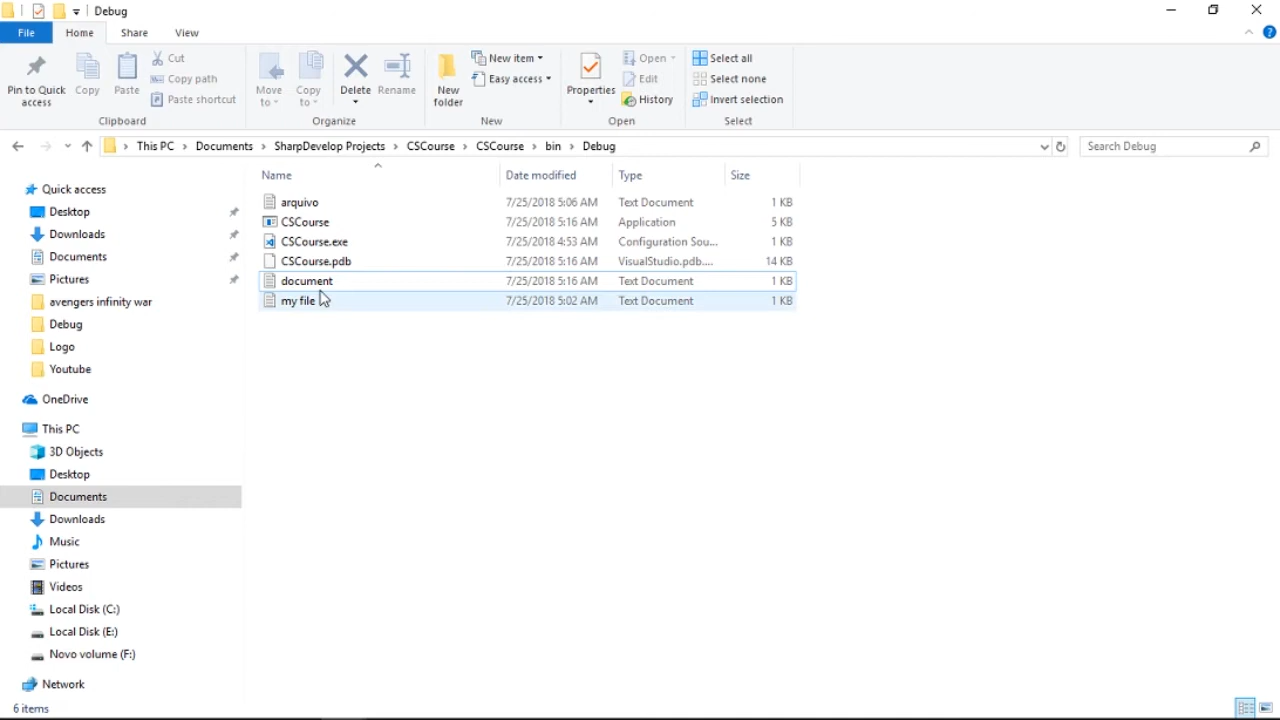 Debug
File Home Share View
Pin to Quick access
Copy
Paste
Cut
Copy path
Paste shortcut
Clipboard
Move to
Copy to
Delete
Rename
Organize
New folder
New item
Easy access
New
Properties
Open
Edit
History
Open
Select all
Select none
Invert selection
Select
This PC Documents SharpDevelop Projects CSCourse CSCourse bin Debug
Search Debug
Name Date modified Type Size
arquivo 7/25/2018 5:06 AM Text Document 1 KB
CSCourse 7/25/2018 5:16 AM Application 5 KB
CSCourse.exe 7/25/2018 4:53 AM Configuration Sou... 1 KB
CSCourse.pdb 7/25/2018 5:16 AM VisualStudio.pdb.... 14 KB
document 7/25/2018 5:16 AM Text Document 1 KB
my file 7/25/2018 5:02 AM Text Document 1 KB
Quick access
Desktop
Downloads
Documents
Pictures
avengers infinity war
Debug
Logo
Youtube
OneDrive
This PC
3D Objects
Desktop
Documents
Downloads
Music
Pictures
Videos
Local Disk (C:)
Local Disk (E:)
Novo volume (F:)
Network
6 items